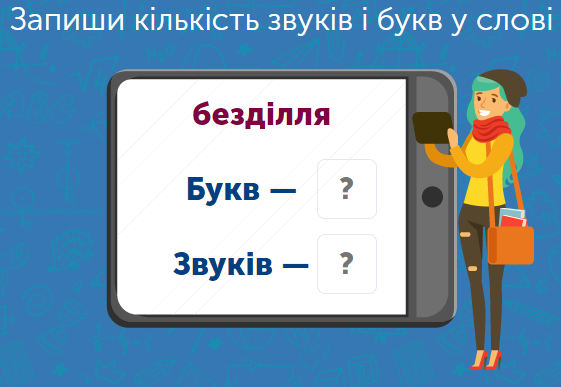 Запиши кількість звуків і букв у слові
безділля
Букв — ?
Звуків — ?